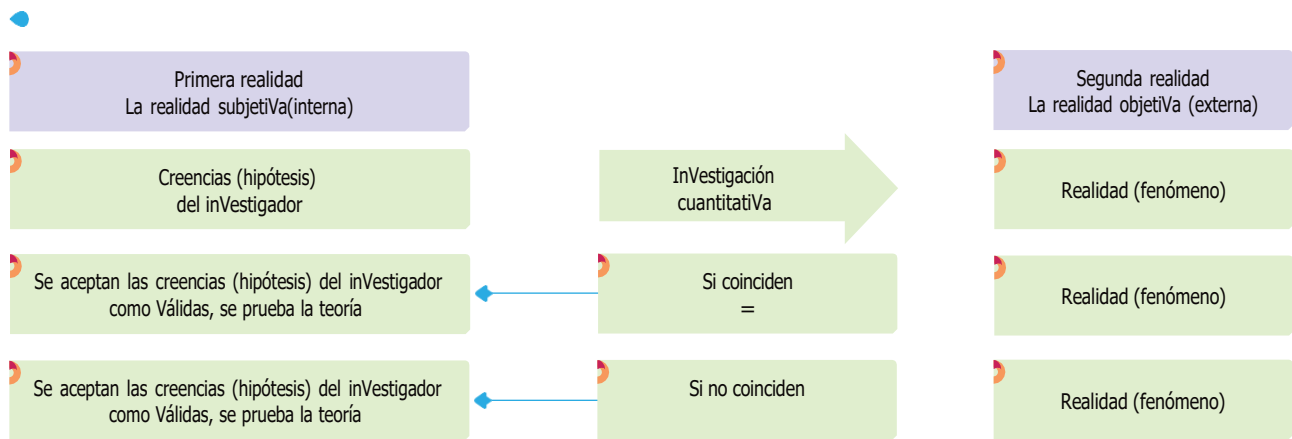 Primera realidad
La realidad subjetiVa(interna)
Segunda realidad
La realidad objetiVa (externa)
Creencias (hipótesis)
del inVestigador
InVestigación
cuantitatiVa
Realidad (fenómeno)
Se aceptan las creencias (hipótesis) del inVestigador
como Válidas, se prueba la teoría
Si coinciden
=
Realidad (fenómeno)
Se aceptan las creencias (hipótesis) del inVestigador
como Válidas, se prueba la teoría
Si no coinciden
Realidad (fenómeno)